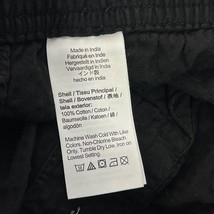 Made in India
Fabriqué en Inde
Hergestellt in Indien
Vervaardigd in India
インド製
hecho en India
Shell / Tissu Principal /
Shell / Bovenstof / 表地 /
tela exterior:
100% Cotton / Coton /
Baumwolle / Katoen / 綿 /
algodón
Machine Wash Cold With Like
Colors, Non-Chlorine Bleach
Only, Tumble Dry Low, Iron on
Low